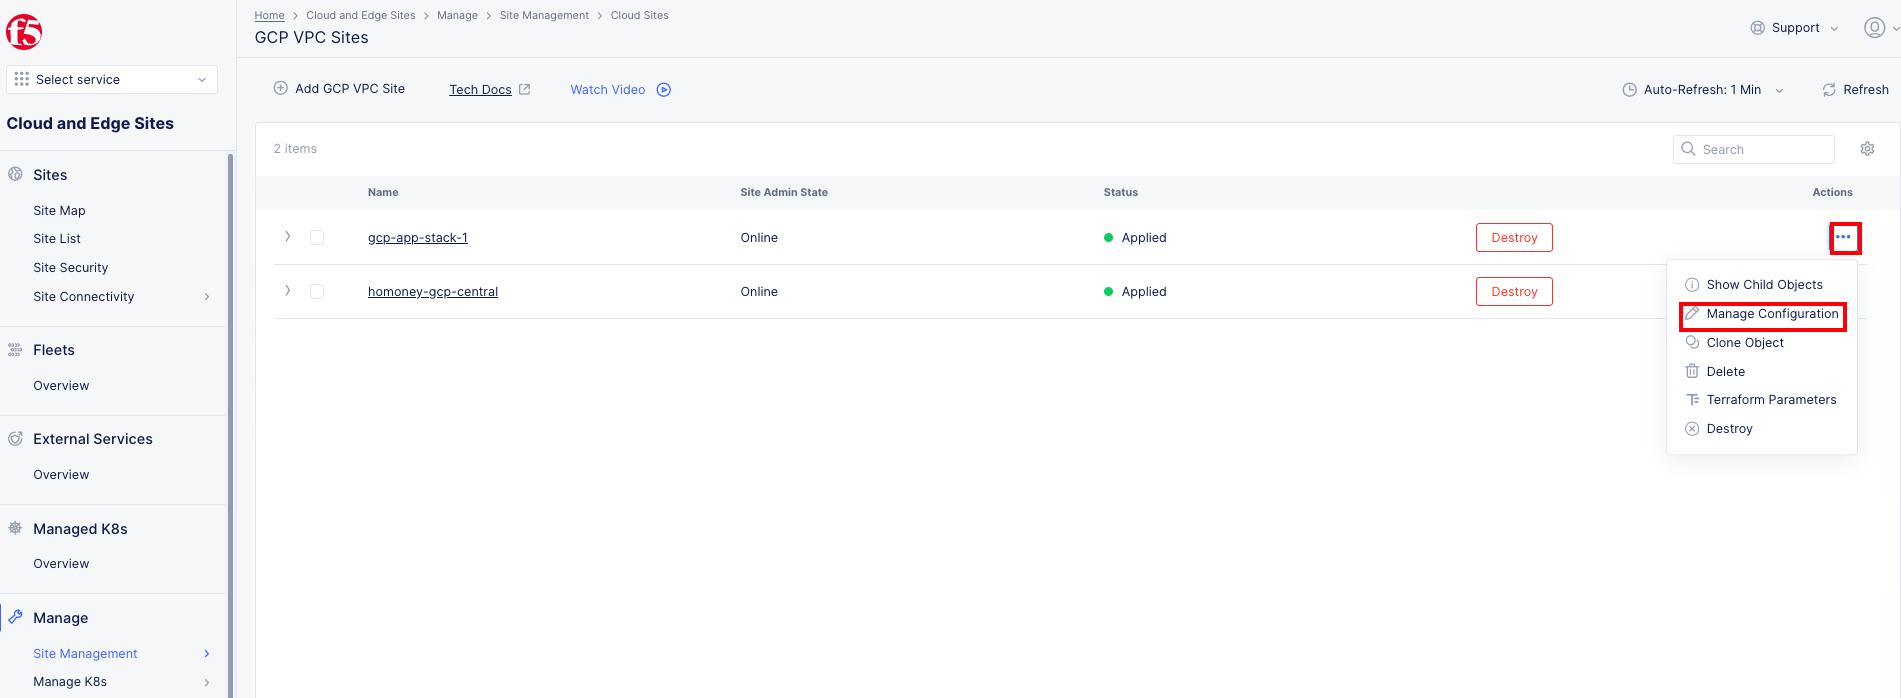 f5
Select service
Cloud and Edge Sites
Sites
Site Map
Site List
Site Security
Site Connectivity
Fleets
Overview
External Services
Overview
Managed K8s
Overview
Manage
Site Management
Manage K8s
Home > Cloud and Edge Sites > Manage > Site Management > Cloud Sites
GCP VPC Sites
Support
Add GCP VPC Site
Tech Docs
Watch Video
Auto-Refresh: 1 Min
Refresh
2 items
Search
Name Site Admin State Status Actions
gcp-app-stack-1 Online Applied Destroy
homoney-gcp-central Online Applied Destroy
Show Child Objects
Manage Configuration
Clone Object
Delete
Terraform Parameters
Destroy